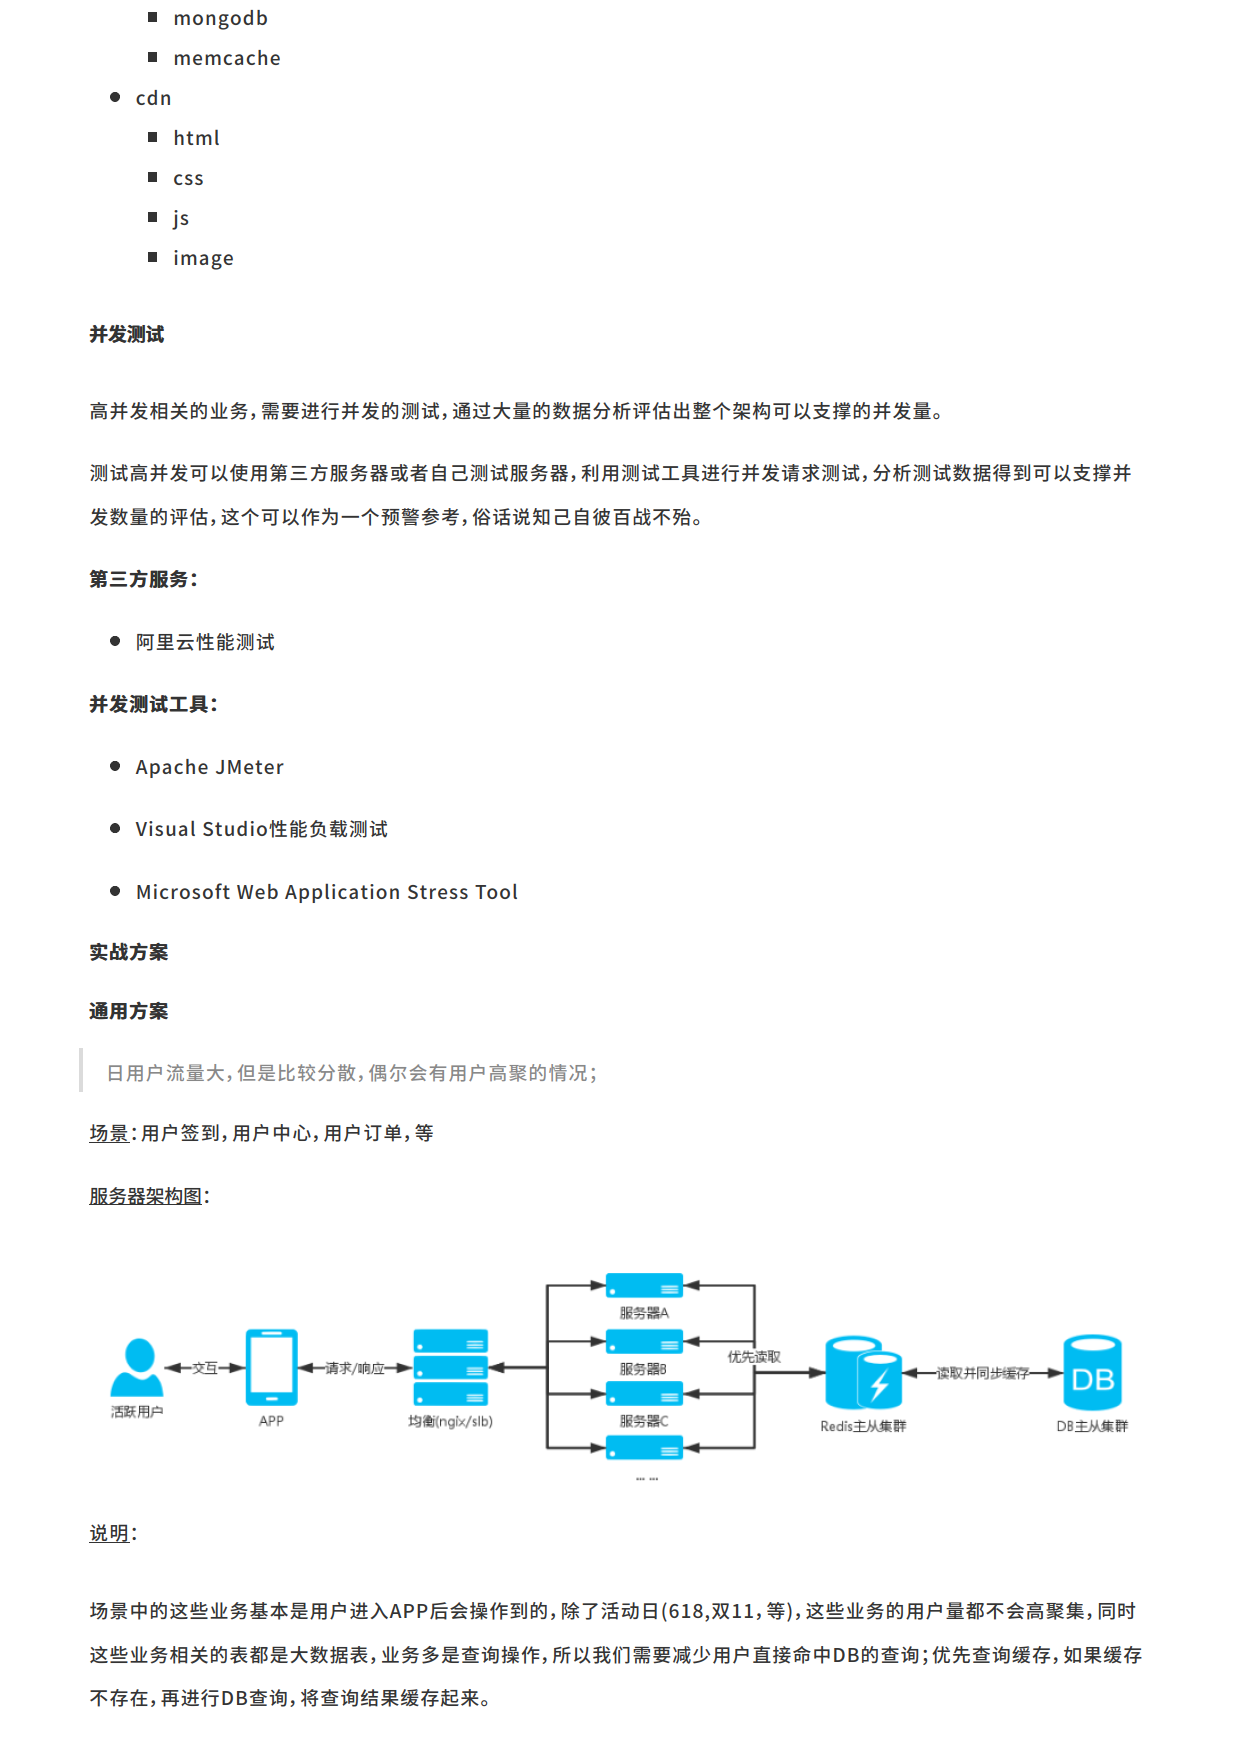 mongodb
memcache
cdn
html
css
js
image
并发测试
高并发相关的业务，需要进行并发的测试，通过大量的数据分析评估出整个架构可以支撑的并发量。
测试高并发可以使用第三方服务器或者自己测试服务器，利用测试工具进行并发请求测试，分析测试数据得到可以支撑并
发数量的评估，这个可以作为一个预警参考，俗话说知己自彼百战不殆。
第三方服务：
阿里云性能测试
并发测试工具：
Apache JMeter
Visual Studio性能负载测试
Microsoft Web Application Stress Tool
实战方案
通用方案
日用户流量大，但是比较分散，偶尔会有用户高聚的情况；
场景：用户签到，用户中心，用户订单，等
服务器架构图：
活跃用户
交互
APP
请求/响应
均衡(ngix/slb)
服务器A
服务器B
服务器C
... ...
优先读取
Redis主从集群
读取并同步缓存
DB
DB主从集群
说明：
场景中的这些业务基本是用户进入APP后会操作到的，除了活动日(618,双11，等)，这些业务的用户量都不会高聚集，同时
这些业务相关的表都是大数据表，业务多是查询操作，所以我们需要减少用户直接命中DB的查询；优先查询缓存，如果缓存
不存在，再进行DB查询，将查询结果缓存起来。